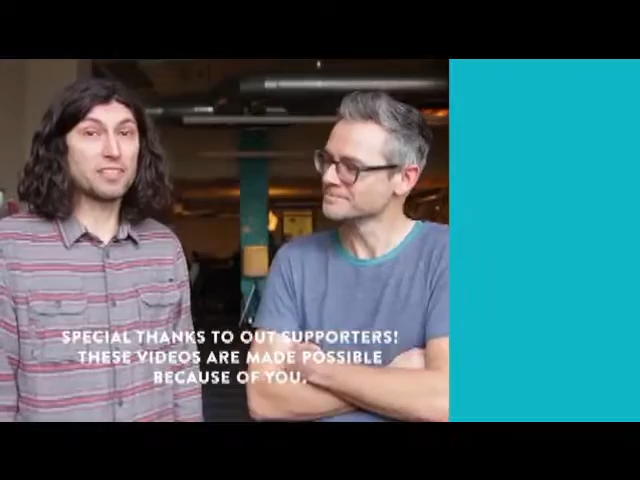 SPECIAL THANKS TO OUT SUPPORTERS!
THESE VIDEOS ARE MADE POSSIBLE
BECAUSE OF YOU.